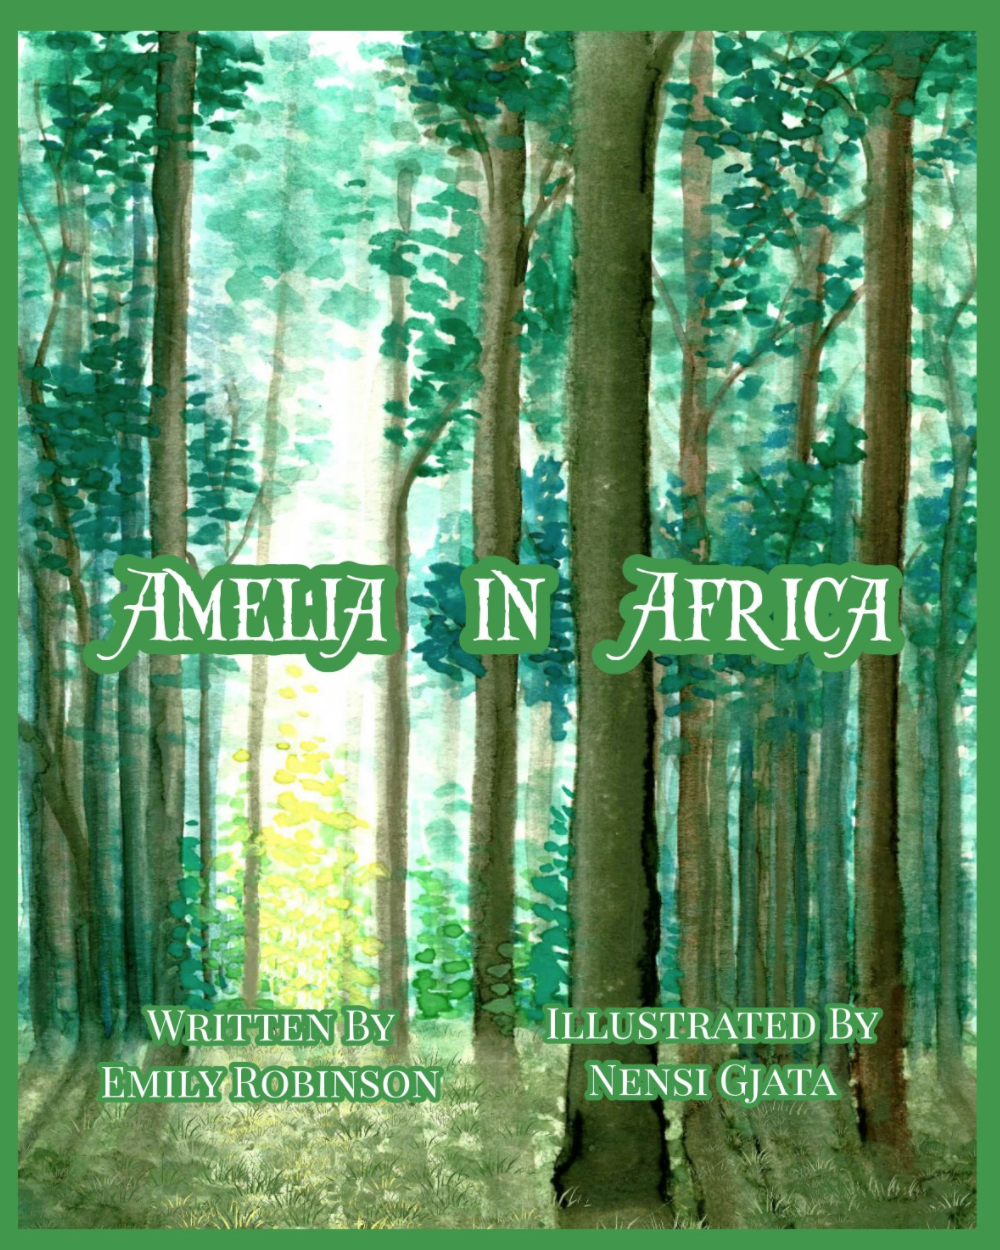 Amelia in Africa
Written By
Emily Robinson
Illustrated By
Nensi Gjata